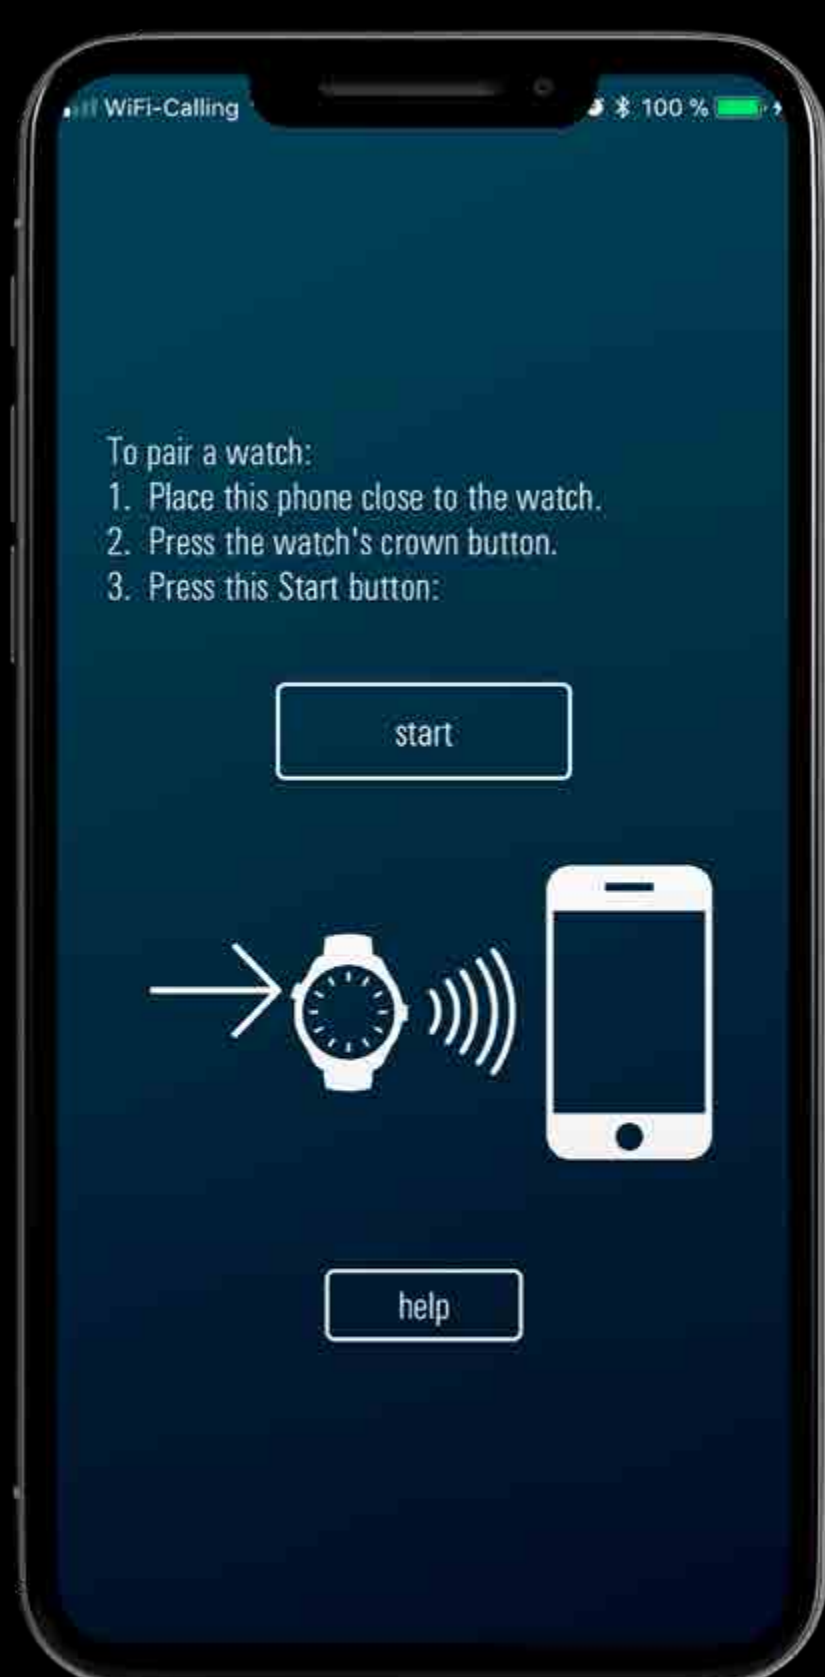 WiFi-Calling 100 %
To pair a watch:
1. Place this phone close to the watch.
2. Press the watch's crown button.
3. Press this Start button:
start
help